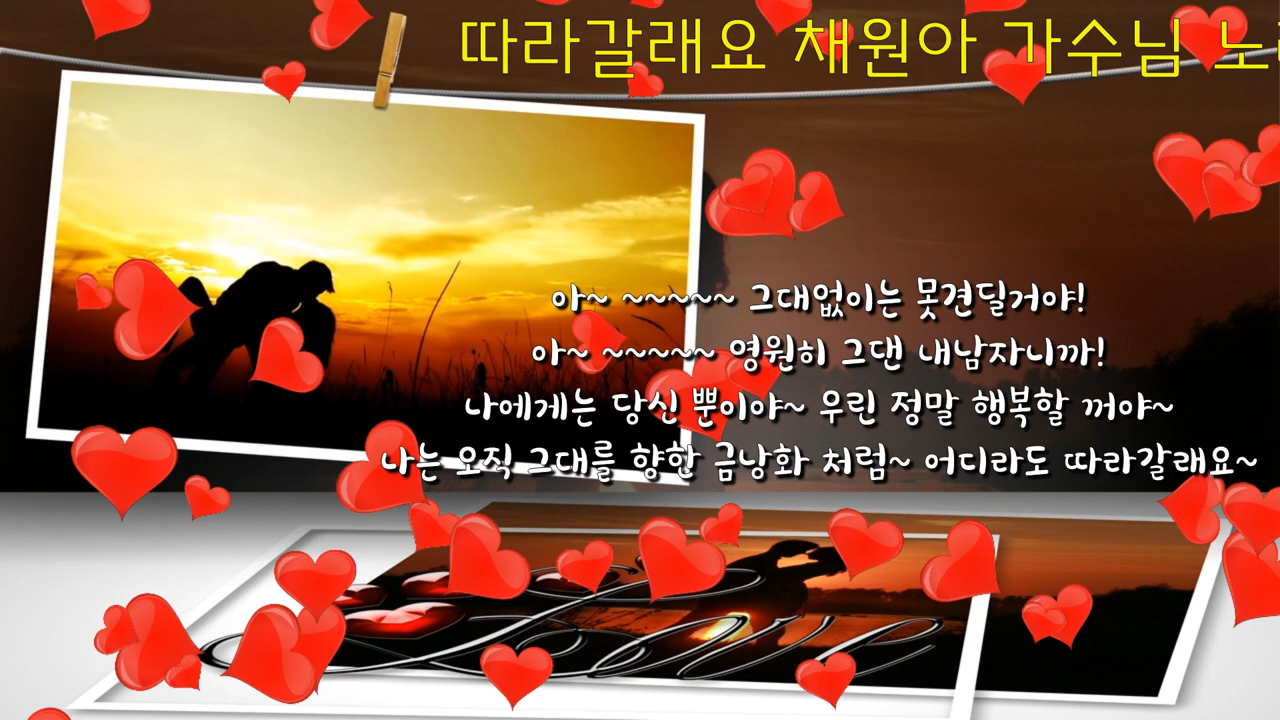 따라갈래요 채원아 가수님 노
아~ ~~~~~ 그대없이는 못견딜거야!
아~ ~~~~~ 영원히 그댄 내남자니까!
나에게는 당신 뿐이야~ 우린 정말 행복할 꺼야~
나는 오직 그대를 향한 금낭화 처럼~ 어디라도 따라갈래요~
Love